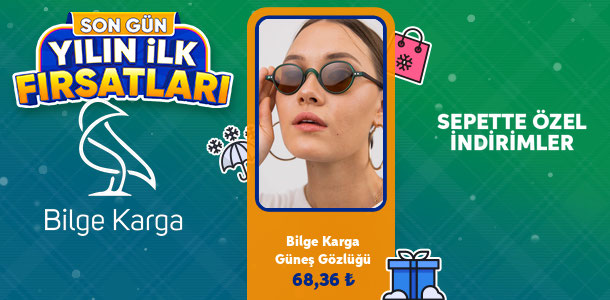 SON GÜN
YILIN İLK
FIRSATLARI
Bilge Karga
Bilge Karga
Güneş Gözlüğü
68,36 ₺
SEPETTE ÖZEL
İNDİRİMLER